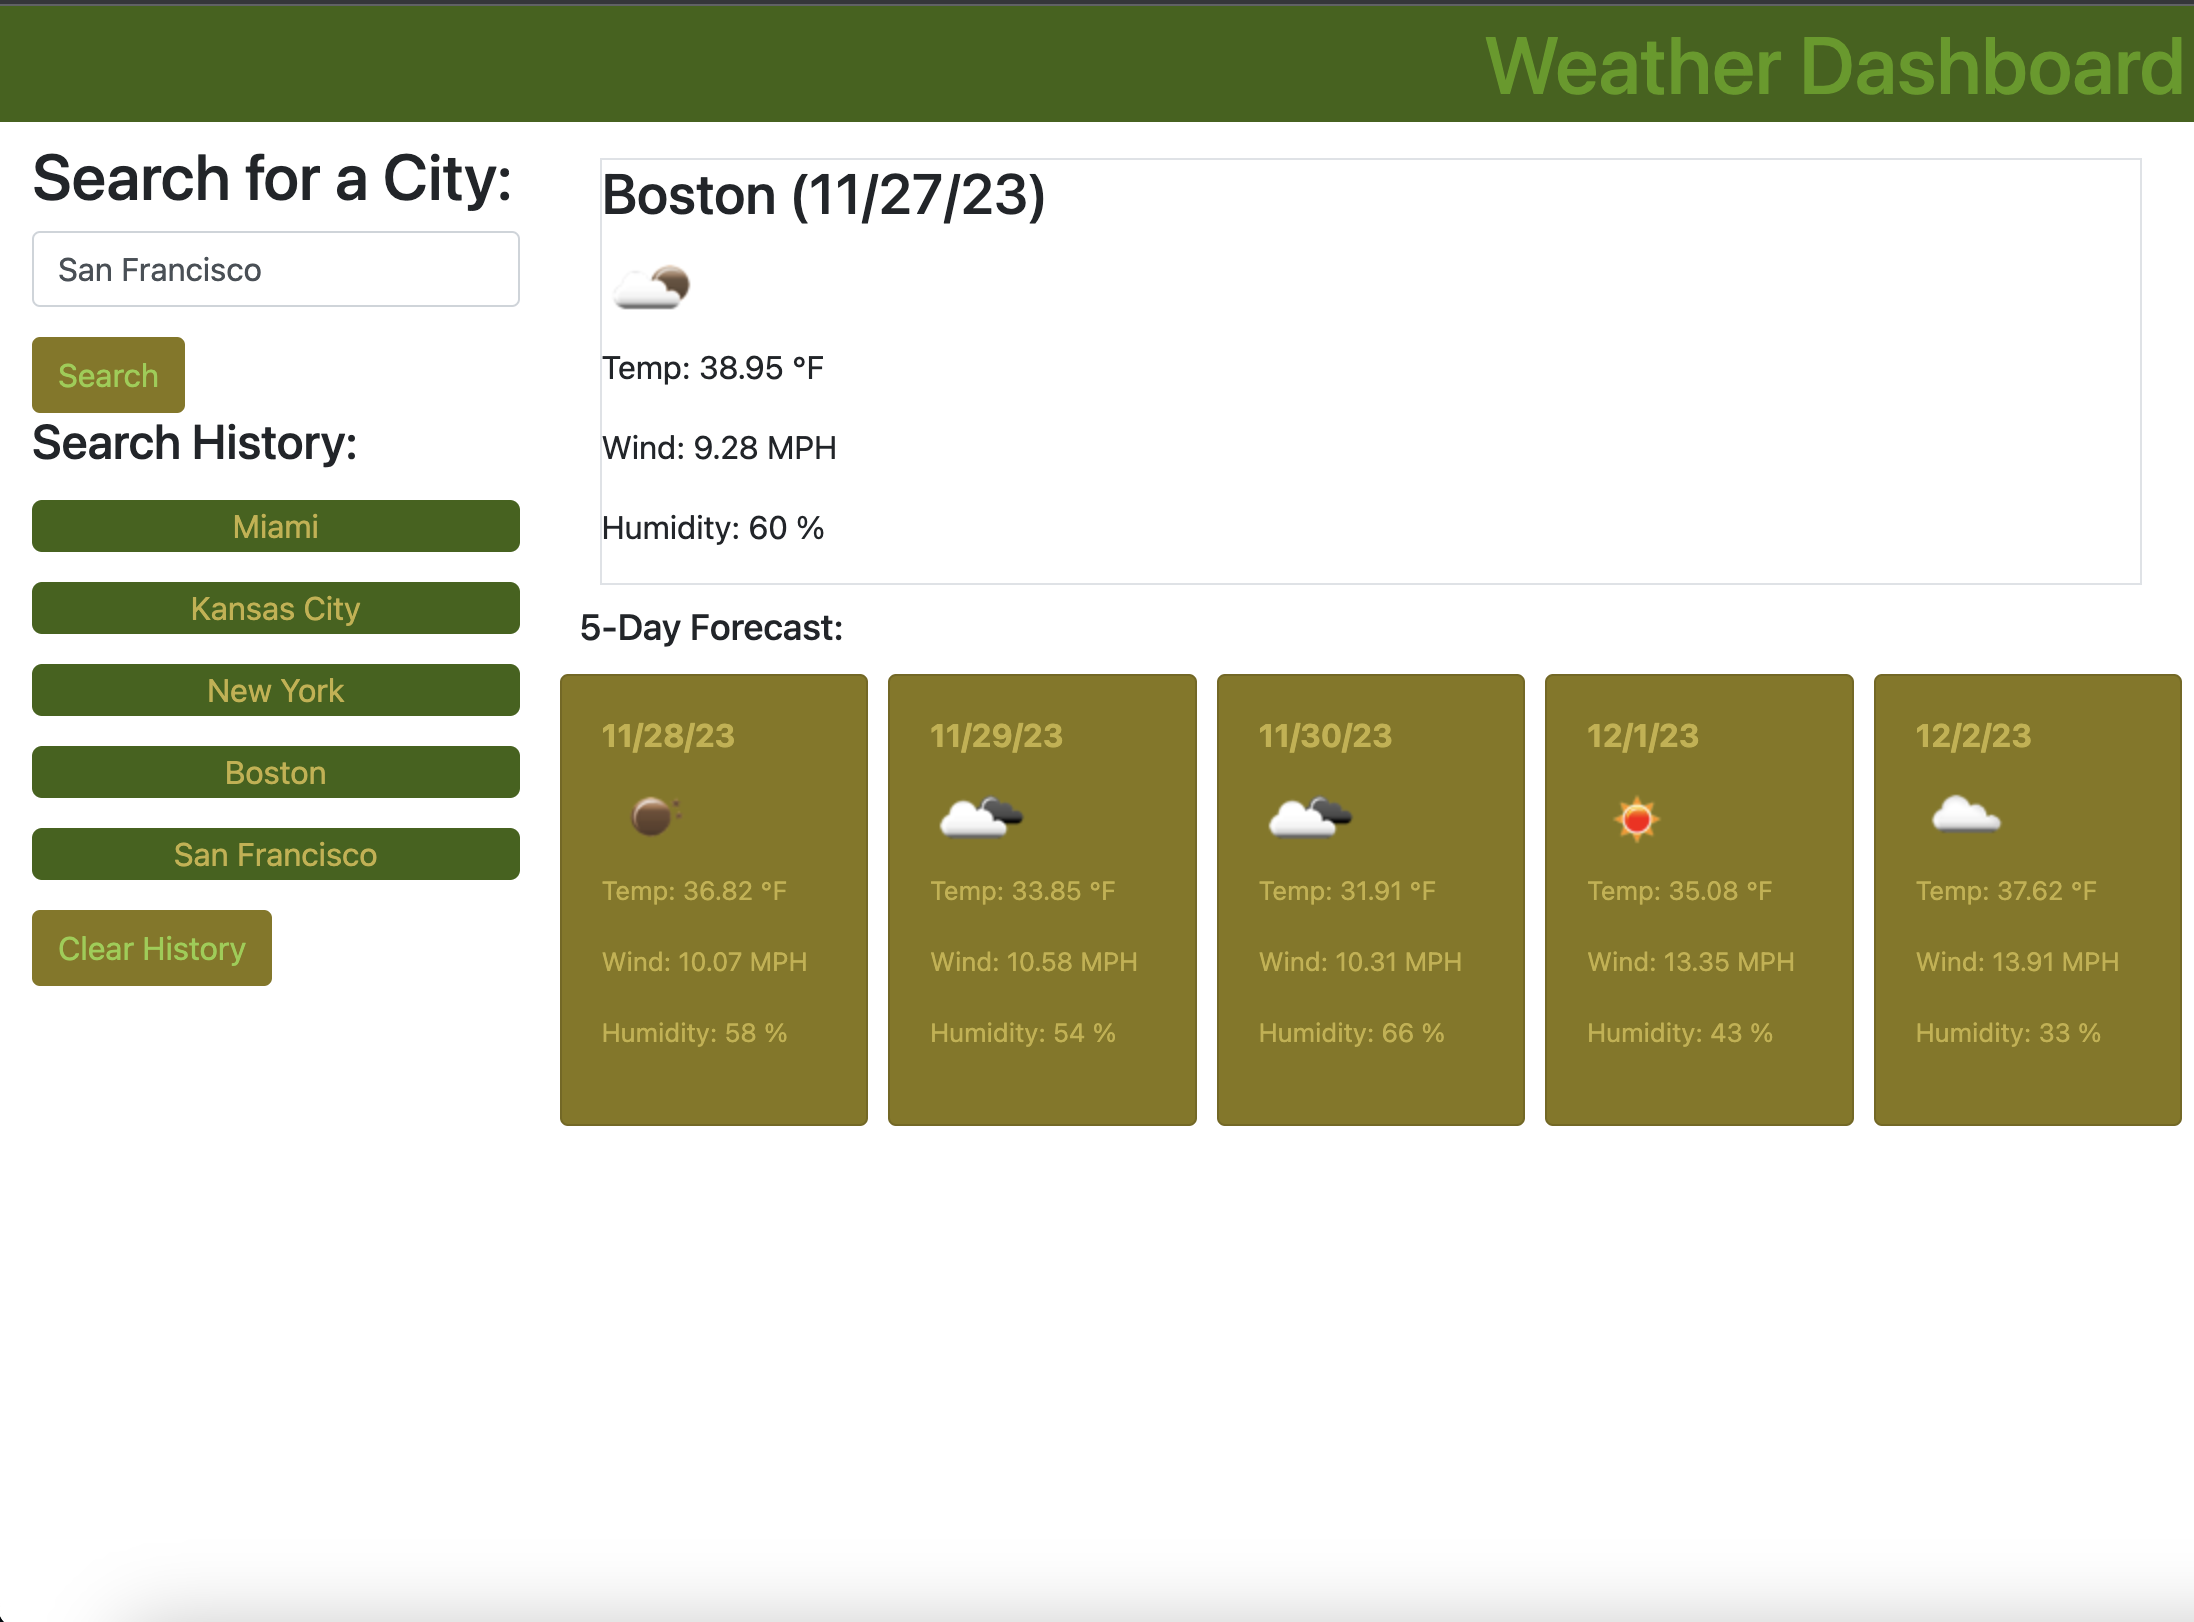 Weather Dashboard
Search for a City:
San Francisco
Search
Search History:
Miami
Kansas City
New York
Boston
San Francisco
Clear History
Boston (11/27/23)
Temp: 38.95 °F
Wind: 9.28 MPH
Humidity: 60 %
5-Day Forecast:
11/28/23
Temp: 36.82 °F
Wind: 10.07 MPH
Humidity: 58 %
11/29/23
Temp: 33.85 °F
Wind: 10.58 MPH
Humidity: 54 %
11/30/23
Temp: 31.91 °F
Wind: 10.31 MPH
Humidity: 66 %
12/1/23
Temp: 35.08 °F
Wind: 13.35 MPH
Humidity: 43 %
12/2/23
Temp: 37.62 °F
Wind: 13.91 MPH
Humidity: 33 %